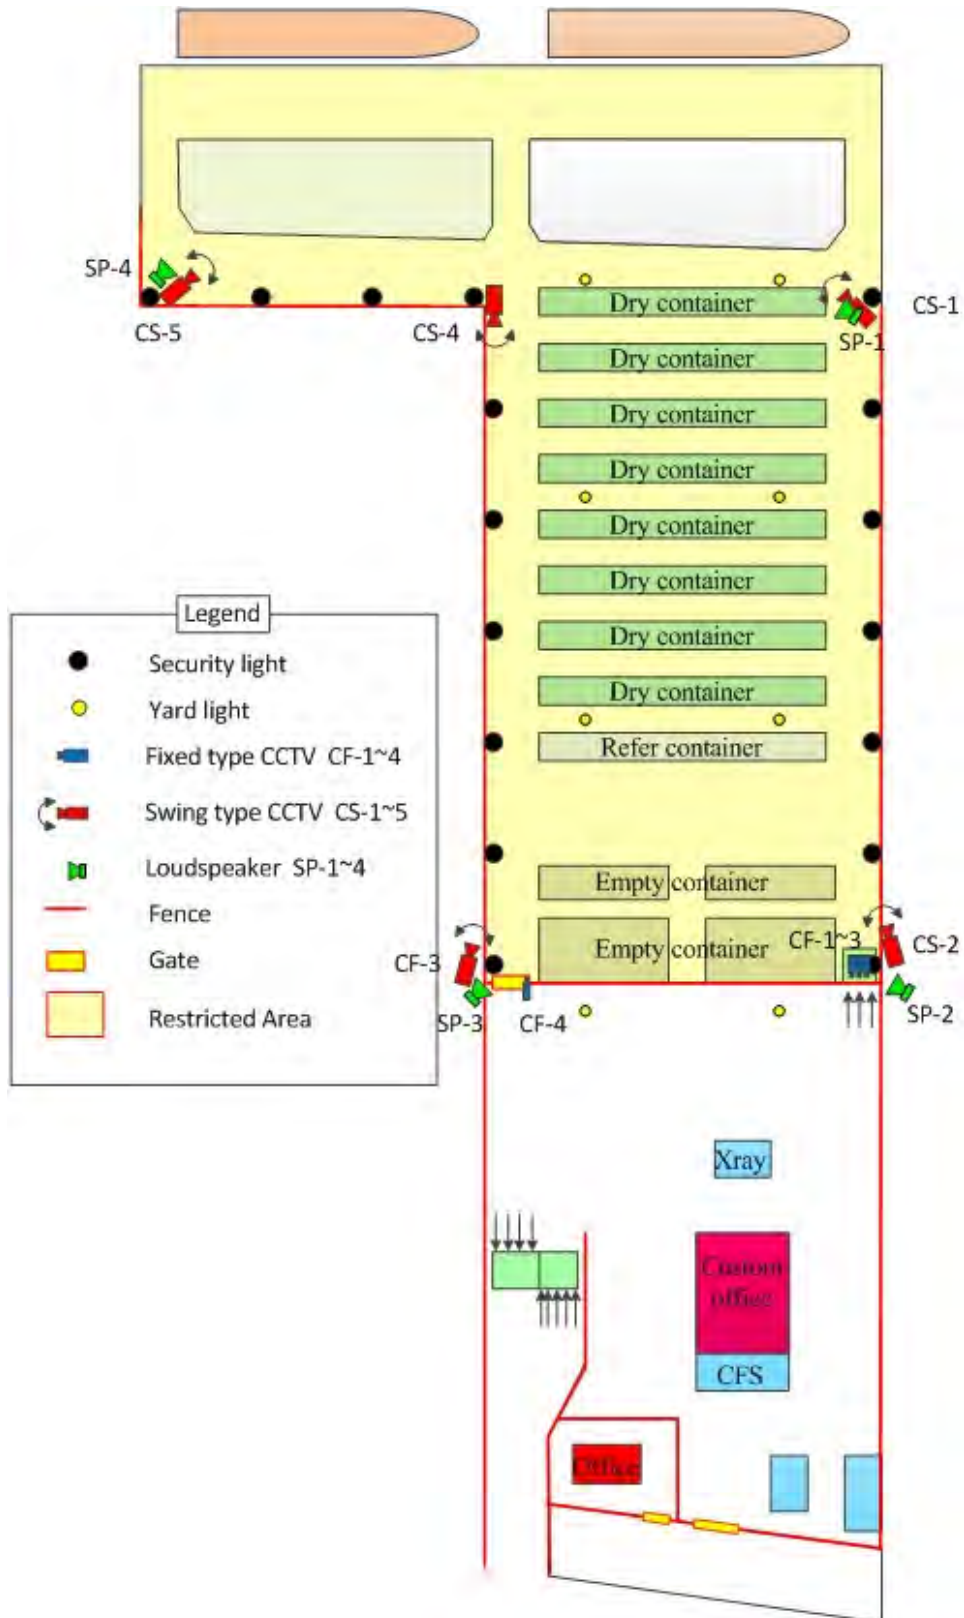 SP-4
CS-5
CS-4
Dry container
CS-1
SP-1
Dry container
Dry container
Dry container
Dry container
Dry container
Dry container
Dry container
Refer container
Empty container
Empty container
CF-1~3
CS-2
CF-3
SP-3
CF-4
SP-2
Legend
Security light
Yard light
Fixed type CCTV CF-1~4
Swing type CCTV CS-1~5
Loudspeaker SP-1~4
Fence
Gate
Restricted Area
Xray
Custom
office
CFS
Office